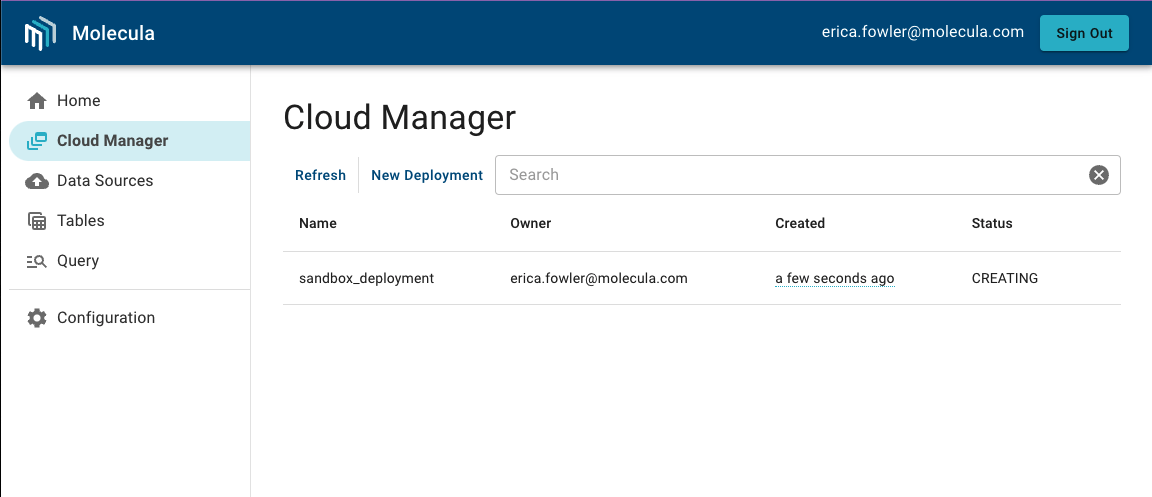 Molecula
erica.fowler@molecula.com
Sign Out
Home
Cloud Manager
Data Sources
Tables
Query
Configuration
Cloud Manager
Refresh New Deployment Search
Name Owner Created Status
sandbox_deployment erica.fowler@molecula.com a few seconds ago CREATING